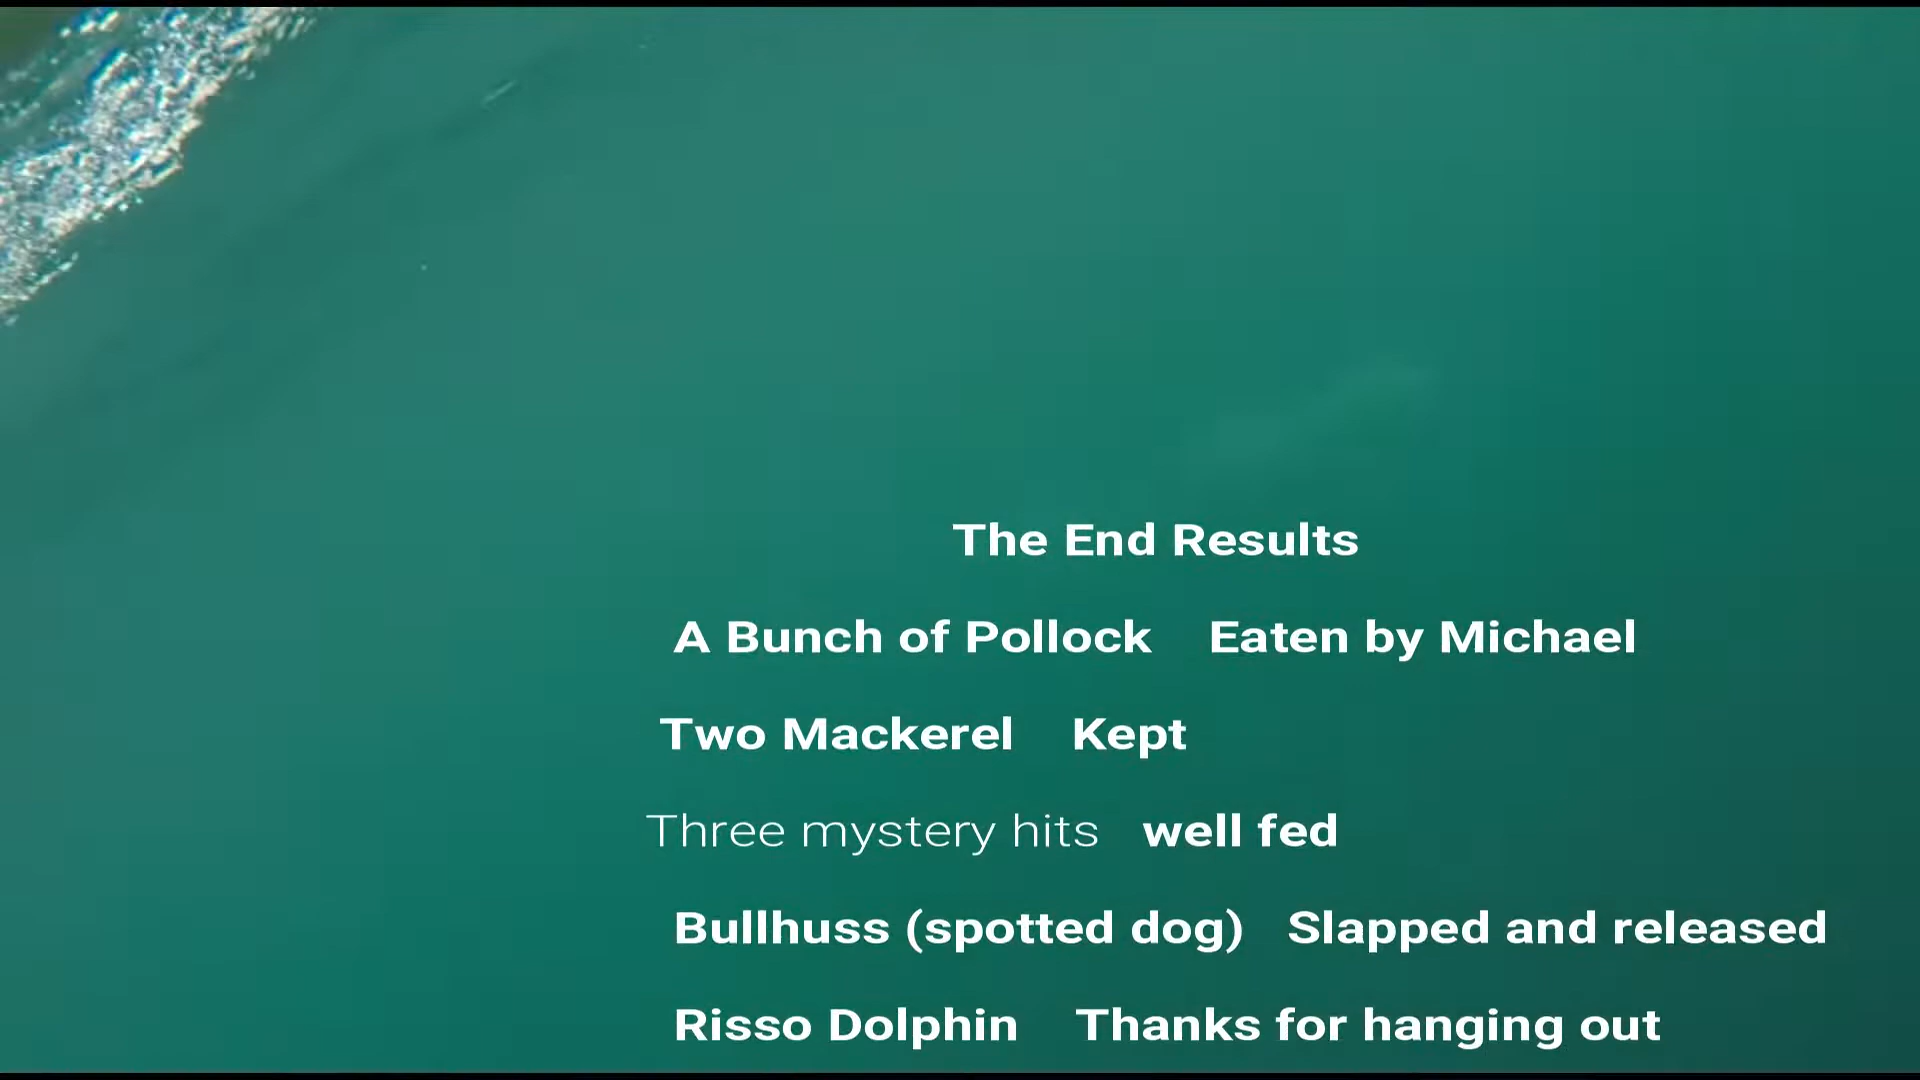 The End Results
A Bunch of Pollock Eaten by Michael
Two Mackerel Kept
Three mystery hits well fed
Bullhuss (spotted dog) Slapped and released
Risso Dolphin Thanks for hanging out